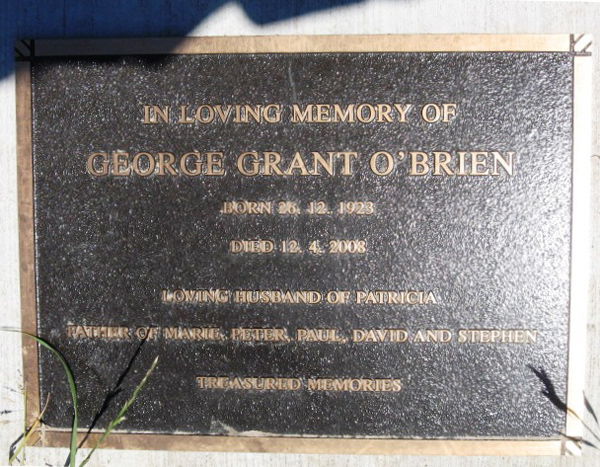 IN LOVING MEMORY OF
GEORGE GRANT O'BRIEN
BORN 26. 12. 1923
DIED 12. 4. 2008
LOVING HUSBAND OF PATRICIA
FATHER OF MARIE, PETER, PAUL, DAVID AND STEPHEN
TREASURED MEMORIES